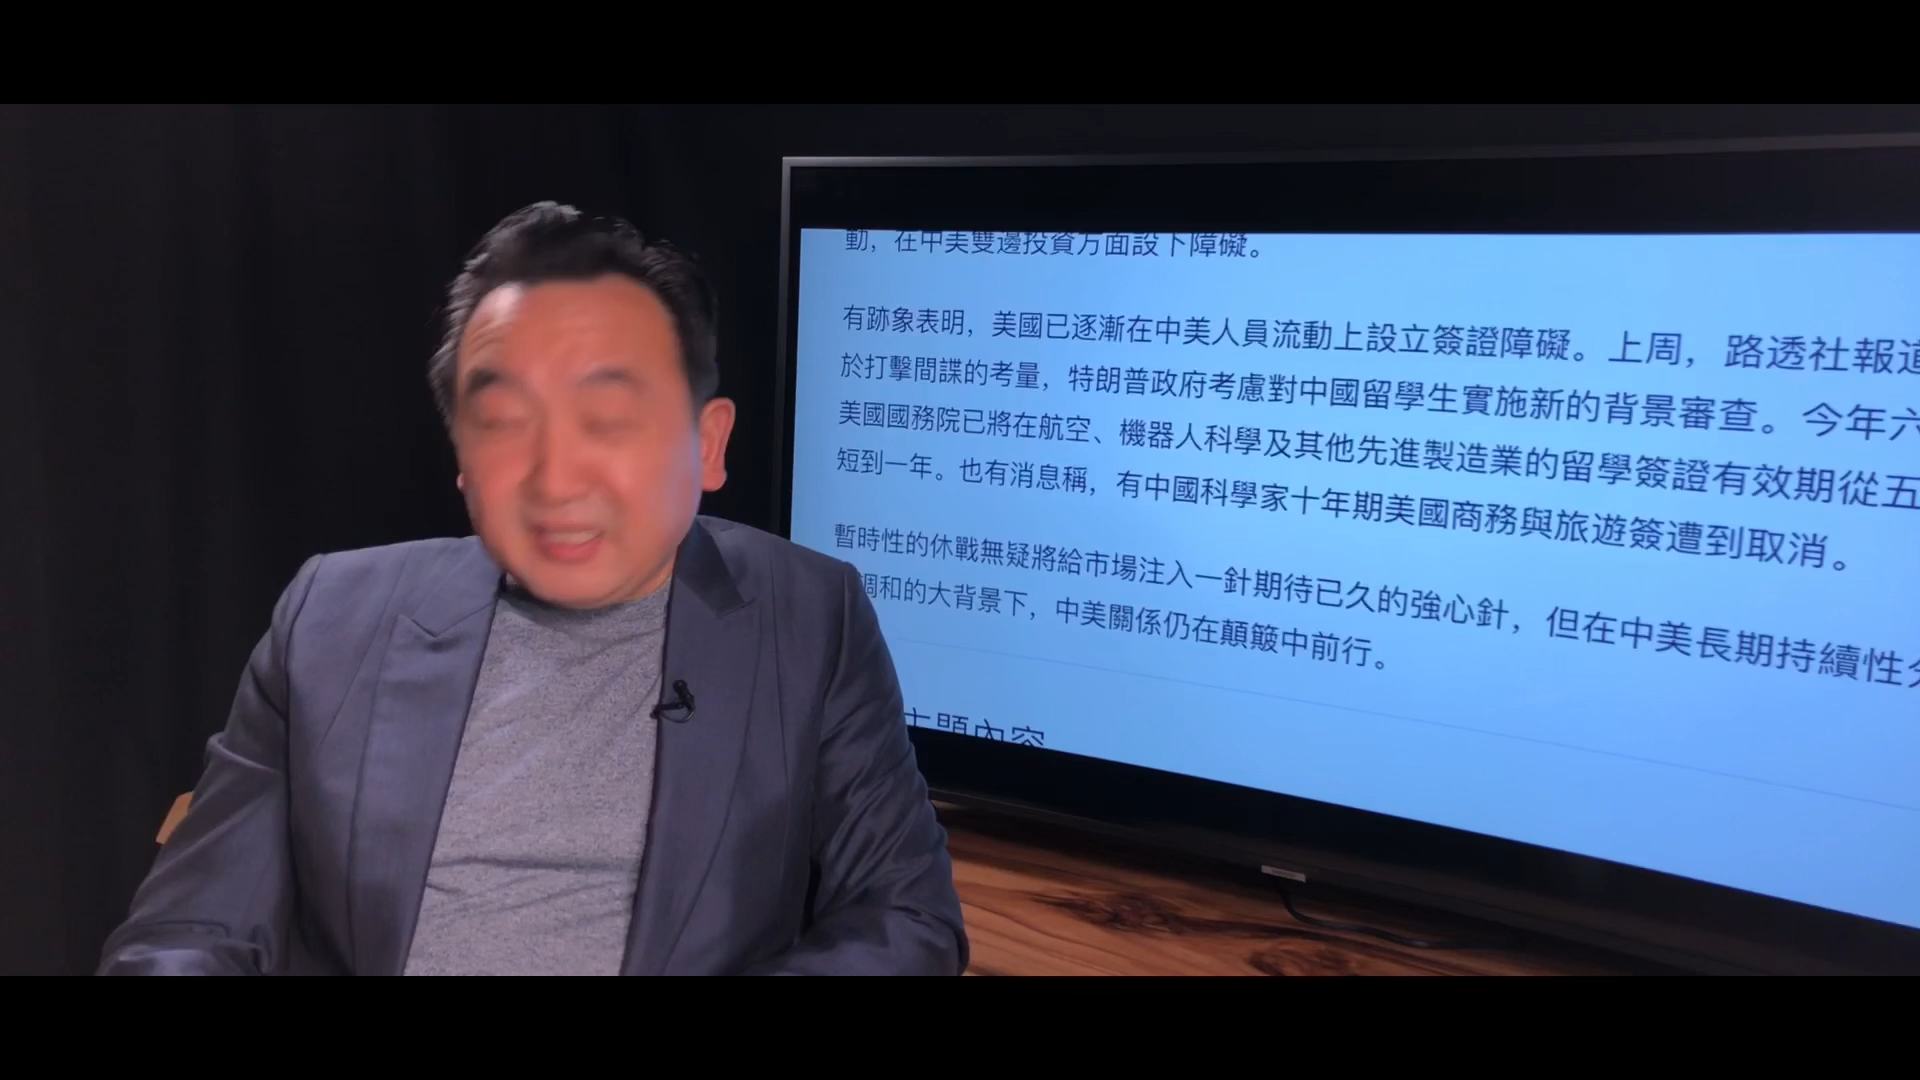 動，在中美雙邊投資方面設下障礙。
有跡象表明，美國已逐漸在中美人員流動上設立簽證障礙。上周，路透社報道
於打擊間諜的考量，特朗普政府考慮對中國留學生實施新的背景審查。今年六
美國國務院已將在航空、機器人科學及其他先進製造業的留學簽證有效期從五
短到一年。也有消息稱，有中國科學家十年期美國商務與旅遊簽遭到取消。
暫時性的休戰無疑將給市場注入一針期待已久的強心針，但在中美長期持續性
調和的大背景下，中美關係仍在顛簸中前行。
主題內容